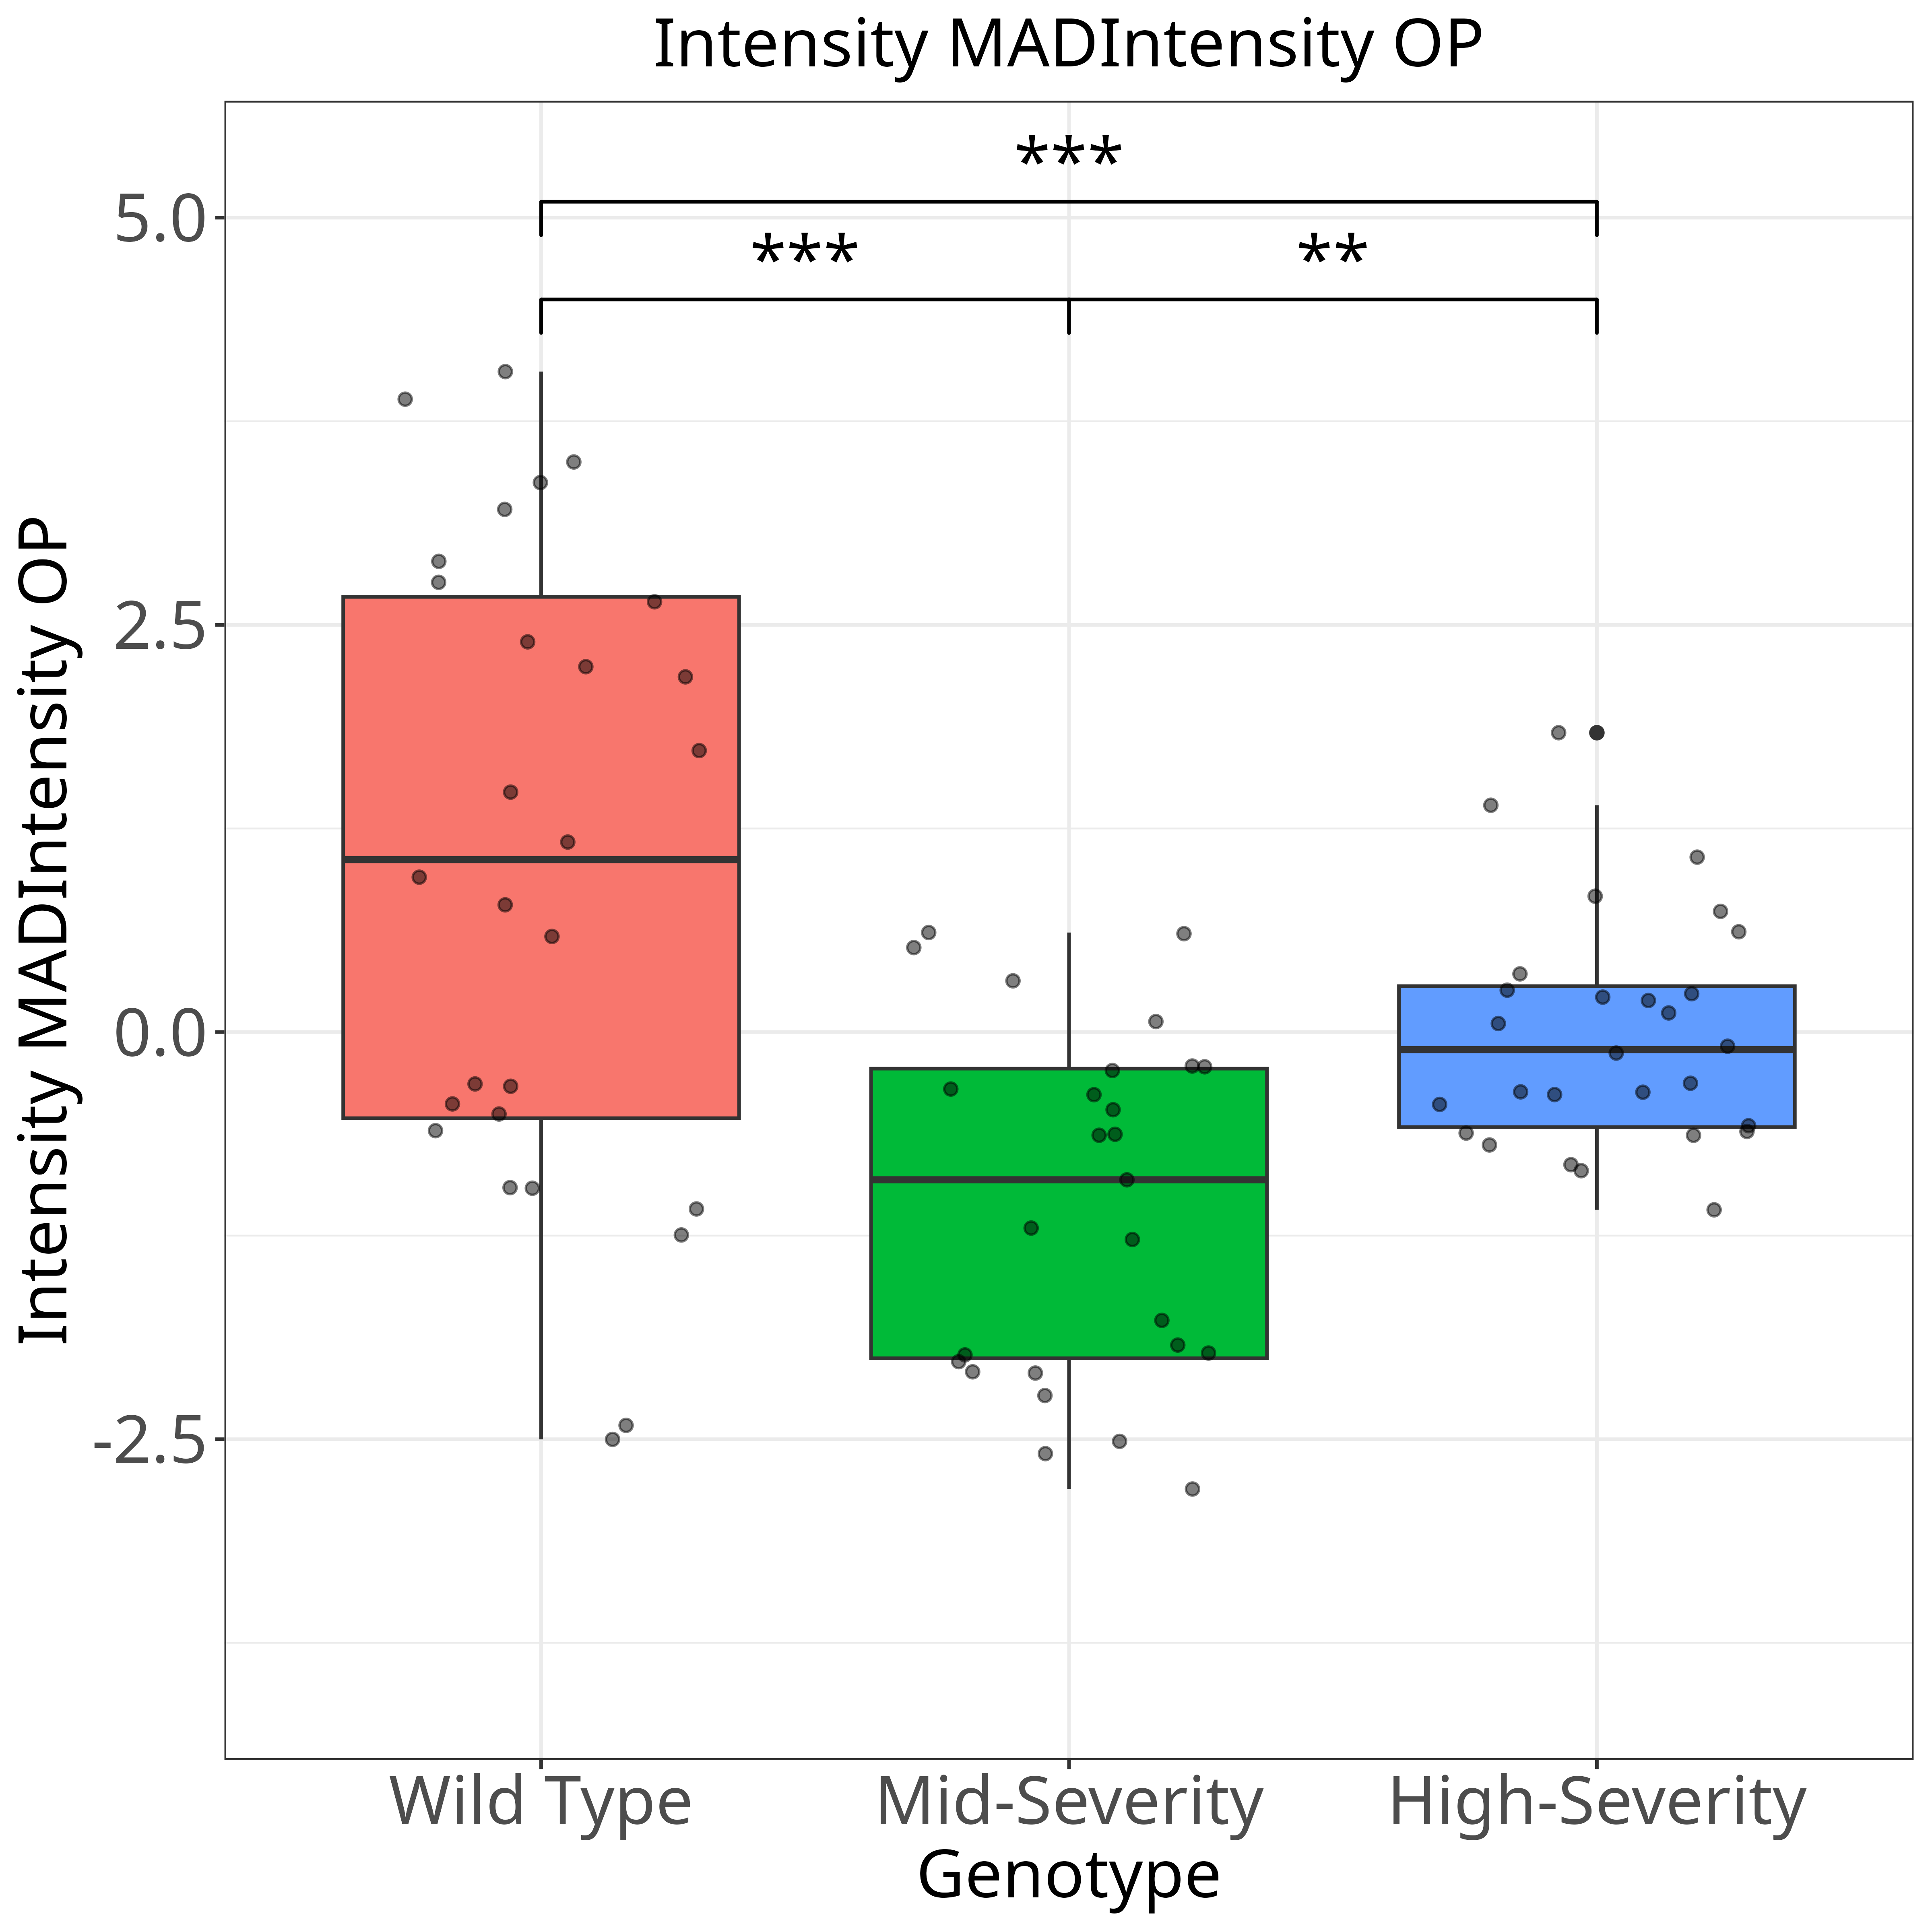 Intensity MADIntensity OP
***
5.0
*** **
2.5
0.0
-2.5
Intensity MADIntensity OP
Wild Type Mid-Severity High-Severity
Genotype